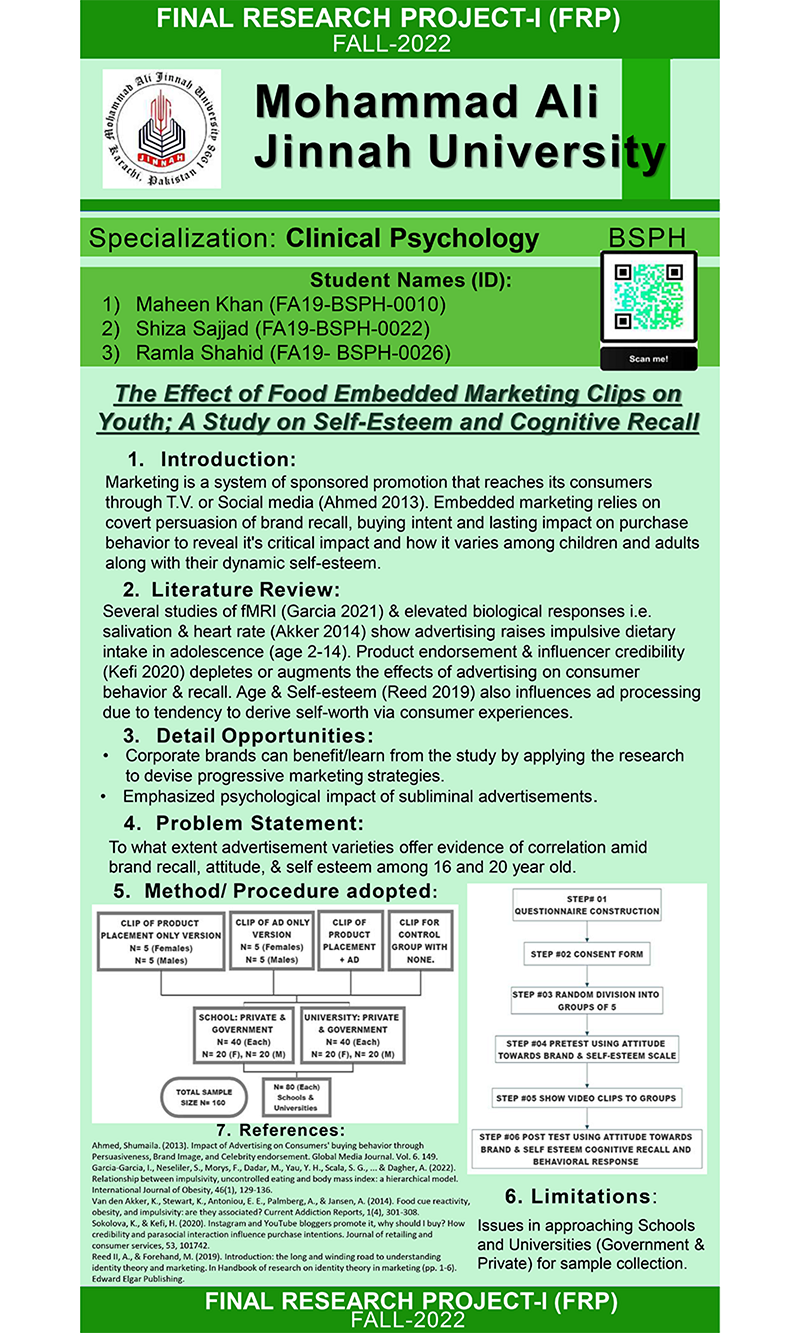 FINAL RESEARCH PROJECT-I (FRP)
FALL-2022
Mohammad Ali Jinnah University 1998
JINNAH
Karachi, Pakistan
Mohammad Ali
Jinnah University
Specialization: Clinical Psychology
BSPH
Student Names (ID):
1) Maheen Khan (FA19-BSPH-0010)
2) Shiza Sajjad (FA19-BSPH-0022)
3) Ramla Shahid (FA19- BSPH-0026)
Scan me!
The Effect of Food Embedded Marketing Clips on
Youth; A Study on Self-Esteem and Cognitive Recall
1. Introduction:
Marketing is a system of sponsored promotion that reaches its consumers
through T.V. or Social media (Ahmed 2013). Embedded marketing relies on
covert persuasion of brand recall, buying intent and lasting impact on purchase
behavior to reveal it's critical impact and how it varies among children and adults
along with their dynamic self-esteem.
2. Literature Review:
Several studies of fMRI (Garcia 2021) & elevated biological responses i.e.
salivation & heart rate (Akker 2014) show advertising raises impulsive dietary
intake in adolescence (age 2-14). Product endorsement & influencer credibility
(Kefi 2020) depletes or augments the effects of advertising on consumer
behavior & recall. Age & Self-esteem (Reed 2019) also influences ad processing
due to tendency to derive self-worth via consumer experiences.
3. Detail Opportunities:
• Corporate brands can benefit/learn from the study by applying the research
to devise progressive marketing strategies.
• Emphasized psychological impact of subliminal advertisements.
4. Problem Statement:
To what extent advertisement varieties offer evidence of correlation amid
brand recall, attitude, & self esteem among 16 and 20 year old.
5. Method/ Procedure adopted:
CLIP OF PRODUCT
PLACEMENT ONLY VERSION
N= 5 (Females)
N= 5 (Males)
CLIP OF AD ONLY
VERSION
N= 5 (Females)
N= 5 (Males)
CLIP OF
PRODUCT
PLACEMENT
+ AD
CLIP FOR
CONTROL
GROUP WITH
NONE.
SCHOOL: PRIVATE &
GOVERNMENT
N= 40 (Each)
N= 20 (F), N= 20 (M)
UNIVERSITY: PRIVATE
& GOVERNMENT
N= 40 (Each)
N= 20 (F), N= 20 (M)
TOTAL SAMPLE
SIZE N= 160
N= 80 (Each)
Schools &
Universities
STEP# 01
QUESTIONNAIRE CONSTRUCTION
STEP #02 CONSENT FORM
STEP #03 RANDOM DIVISION INTO
GROUPS OF 5
STEP #04 PRETEST USING ATTITUDE
TOWARDS BRAND & SELF-ESTEEM SCALE
STEP #05 SHOW VIDEO CLIPS TO GROUPS
STEP #06 POST TEST USING ATTITUDE TOWARDS
BRAND & SELF ESTEEM COGNITIVE RECALL AND
BEHAVIORAL RESPONSE
7. References:
Ahmed, Shumaila. (2013). Impact of Advertising on Consumers' buying behavior through
Persuasiveness, Brand Image, and Celebrity endorsement. Global Media Journal. Vol. 6. 149.
Garcia-Garcia, I., Neseliler, S., Morys, F., Dadar, M., Yau, Y. H., Scala, S. G., ... & Dagher, A. (2022).
Relationship between impulsivity, uncontrolled eating and body mass index: a hierarchical model.
International Journal of Obesity, 46(1), 129-136.
Van den Akker, K., Stewart, K., Antoniou, E. E., Palmberg, A., & Jansen, A. (2014). Food cue reactivity,
obesity, and impulsivity: are they associated? Current Addiction Reports, 1(4), 301-308.
Sokolova, K., & Kefi, H. (2020). Instagram and YouTube bloggers promote it, why should I buy? How
credibility and parasocial interaction influence purchase intentions. Journal of retailing and
consumer services, 53, 101742.
Reed II, A., & Forehand, M. (2019). Introduction: the long and winding road to understanding
identity theory and marketing. In Handbook of research on identity theory in marketing (pp. 1-6).
Edward Elgar Publishing.
6. Limitations:
Issues in approaching Schools
and Universities (Government &
Private) for sample collection.
FINAL RESEARCH PROJECT-I (FRP)
FALL-2022